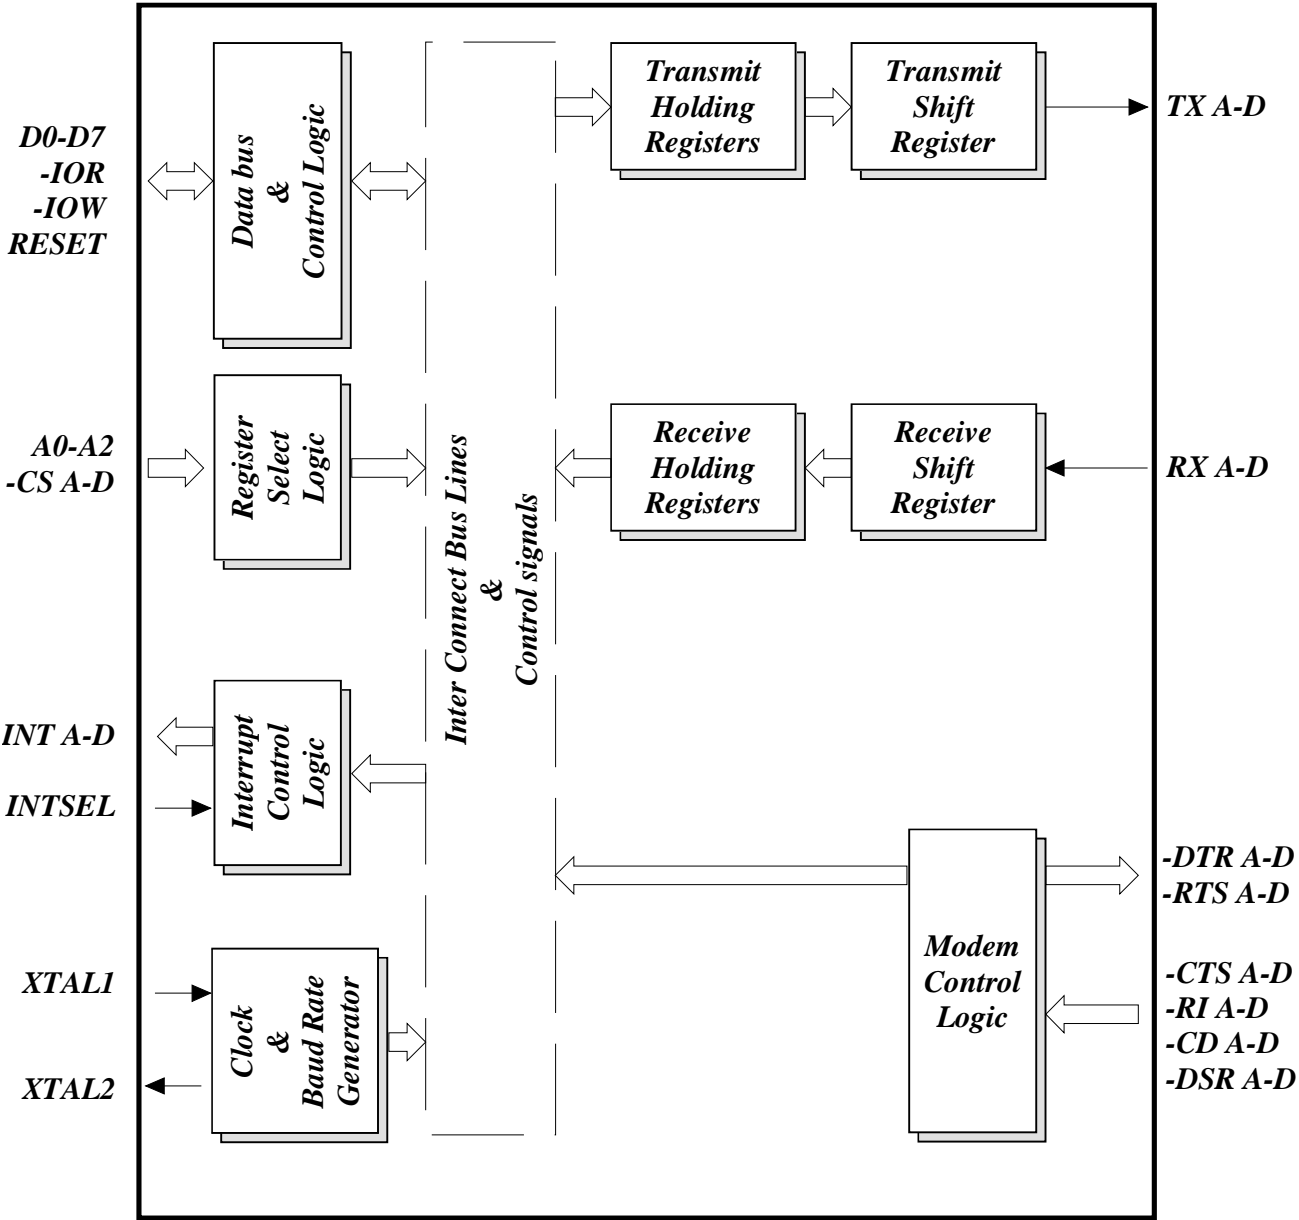 D0-D7
-IOR
-IOW
RESET
Data bus
&
Control Logic
A0-A2
-CS A-D
Register
Select
Logic
INT A-D
INTSEL
Interrupt
Control
Logic
XTAL1
XTAL2
Clock
&
Baud Rate
Generator
Inter Connect Bus Lines
&
Control signals
Transmit
Holding
Registers
Transmit
Shift
Register
TX A-D
Receive
Holding
Registers
Receive
Shift
Register
RX A-D
Modem
Control
Logic
-DTR A-D
-RTS A-D
-CTS A-D
-RI A-D
-CD A-D
-DSR A-D